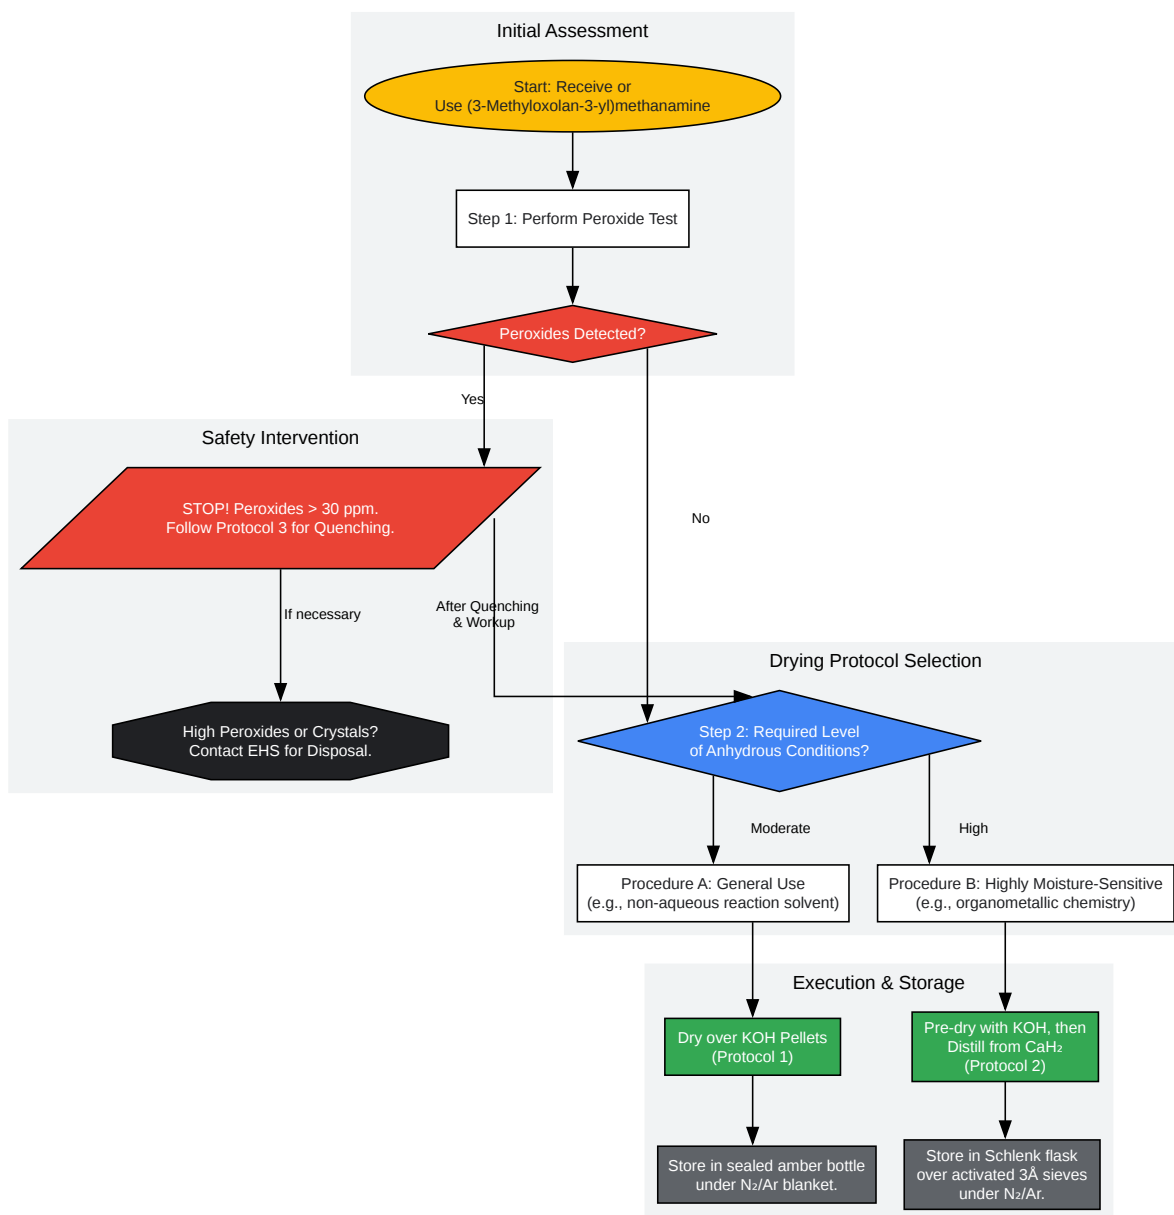 Initial Assessment
Start: Receive or
Use (3-Methyloxolan-3-yl)methanamine
Step 1: Perform Peroxide Test
Peroxides Detected?
Yes
No
Safety Intervention
STOP! Peroxides > 30 ppm.
Follow Protocol 3 for Quenching.
If necessary
After Quenching
& Workup
High Peroxides or Crystals?
Contact EHS for Disposal.
Drying Protocol Selection
Step 2: Required Level
of Anhydrous Conditions?
Moderate
High
Procedure A: General Use
(e.g., non-aqueous reaction solvent)
Procedure B: Highly Moisture-Sensitive
(e.g., organometallic chemistry)
Execution & Storage
Dry over KOH Pellets
(Protocol 1)
Pre-dry with KOH, then
Distill from CaH₂
(Protocol 2)
Store in sealed amber bottle
under N₂/Ar blanket.
Store in Schlenk flask
over activated 3Å sieves
under N₂/Ar.